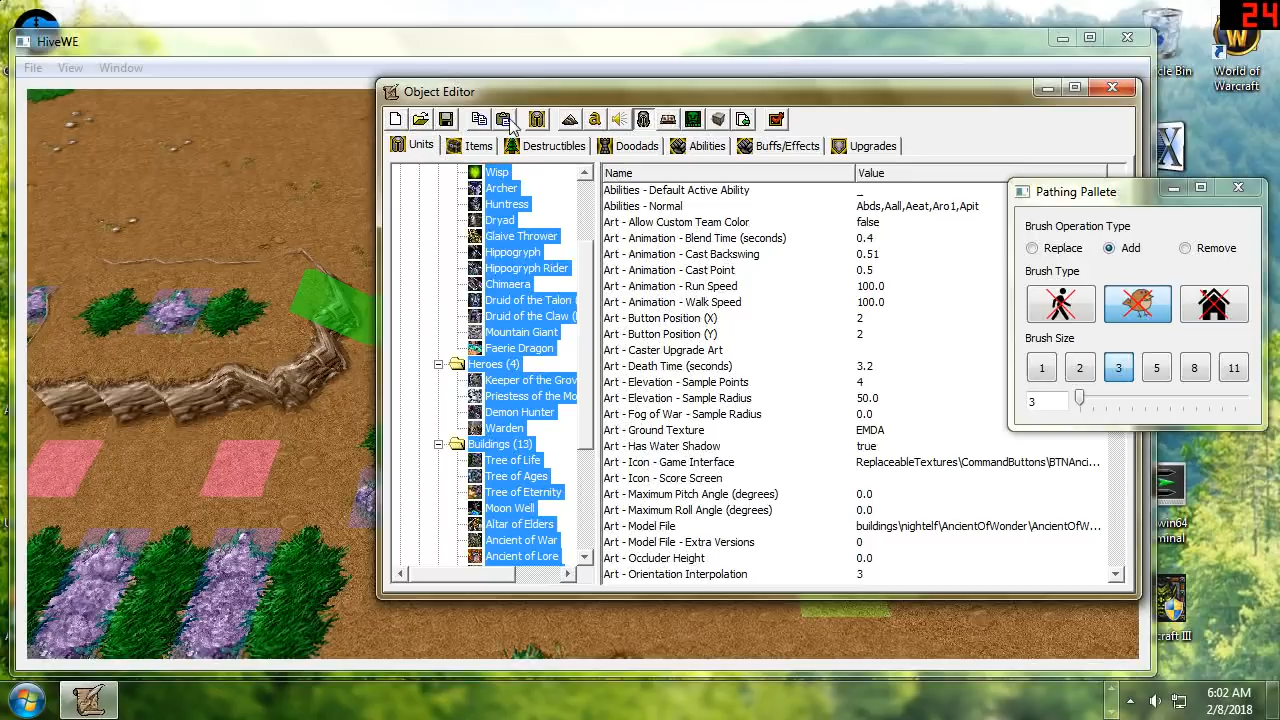 24
HiveWE
File View Window
cle Bin
World of
Warcraft
Object Editor
Units Items Destructibles Doodads Abilities Buffs/Effects Upgrades
Wisp
Archer
Huntress
Dryad
Glaive Thrower
Hippogryph
Hippogryph Rider
Chimaera
Druid of the Talon (
Druid of the Claw (
Mountain Giant
Faerie Dragon
Heroes (4)
Keeper of the Grov
Priestess of the Mo
Demon Hunter
Warden
Buildings (13)
Tree of Life
Tree of Ages
Tree of Eternity
Moon Well
Altar of Elders
Ancient of War
Ancient of Lore
Name Value
Abilities - Default Active Ability _
Abilities - Normal Abds,Aall,Aeat,Aro1,Apit
Art - Allow Custom Team Color false
Art - Animation - Blend Time (seconds) 0.4
Art - Animation - Cast Backswing 0.51
Art - Animation - Cast Point 0.5
Art - Animation - Run Speed 100.0
Art - Animation - Walk Speed 100.0
Art - Button Position (X) 2
Art - Button Position (Y) 2
Art - Caster Upgrade Art
Art - Death Time (seconds) 3.2
Art - Elevation - Sample Points 4
Art - Elevation - Sample Radius 50.0
Art - Fog of War - Sample Radius 0.0
Art - Ground Texture EMDA
Art - Has Water Shadow true
Art - Icon - Game Interface ReplaceableTextures\CommandButtons\BTNAnci...
Art - Icon - Score Screen
Art - Maximum Pitch Angle (degrees) 0.0
Art - Maximum Roll Angle (degrees) 0.0
Art - Model File buildings\nightelf\AncientOfWonder\AncientOfW...
Art - Model File - Extra Versions 0
Art - Occluder Height 0.0
Art - Orientation Interpolation 3
Pathing Pallete
Brush Operation Type
Replace Add Remove
Brush Type
Brush Size
1 2 3 5 8 11
3
win64
minal
craft III
6:02 AM
2/8/2018